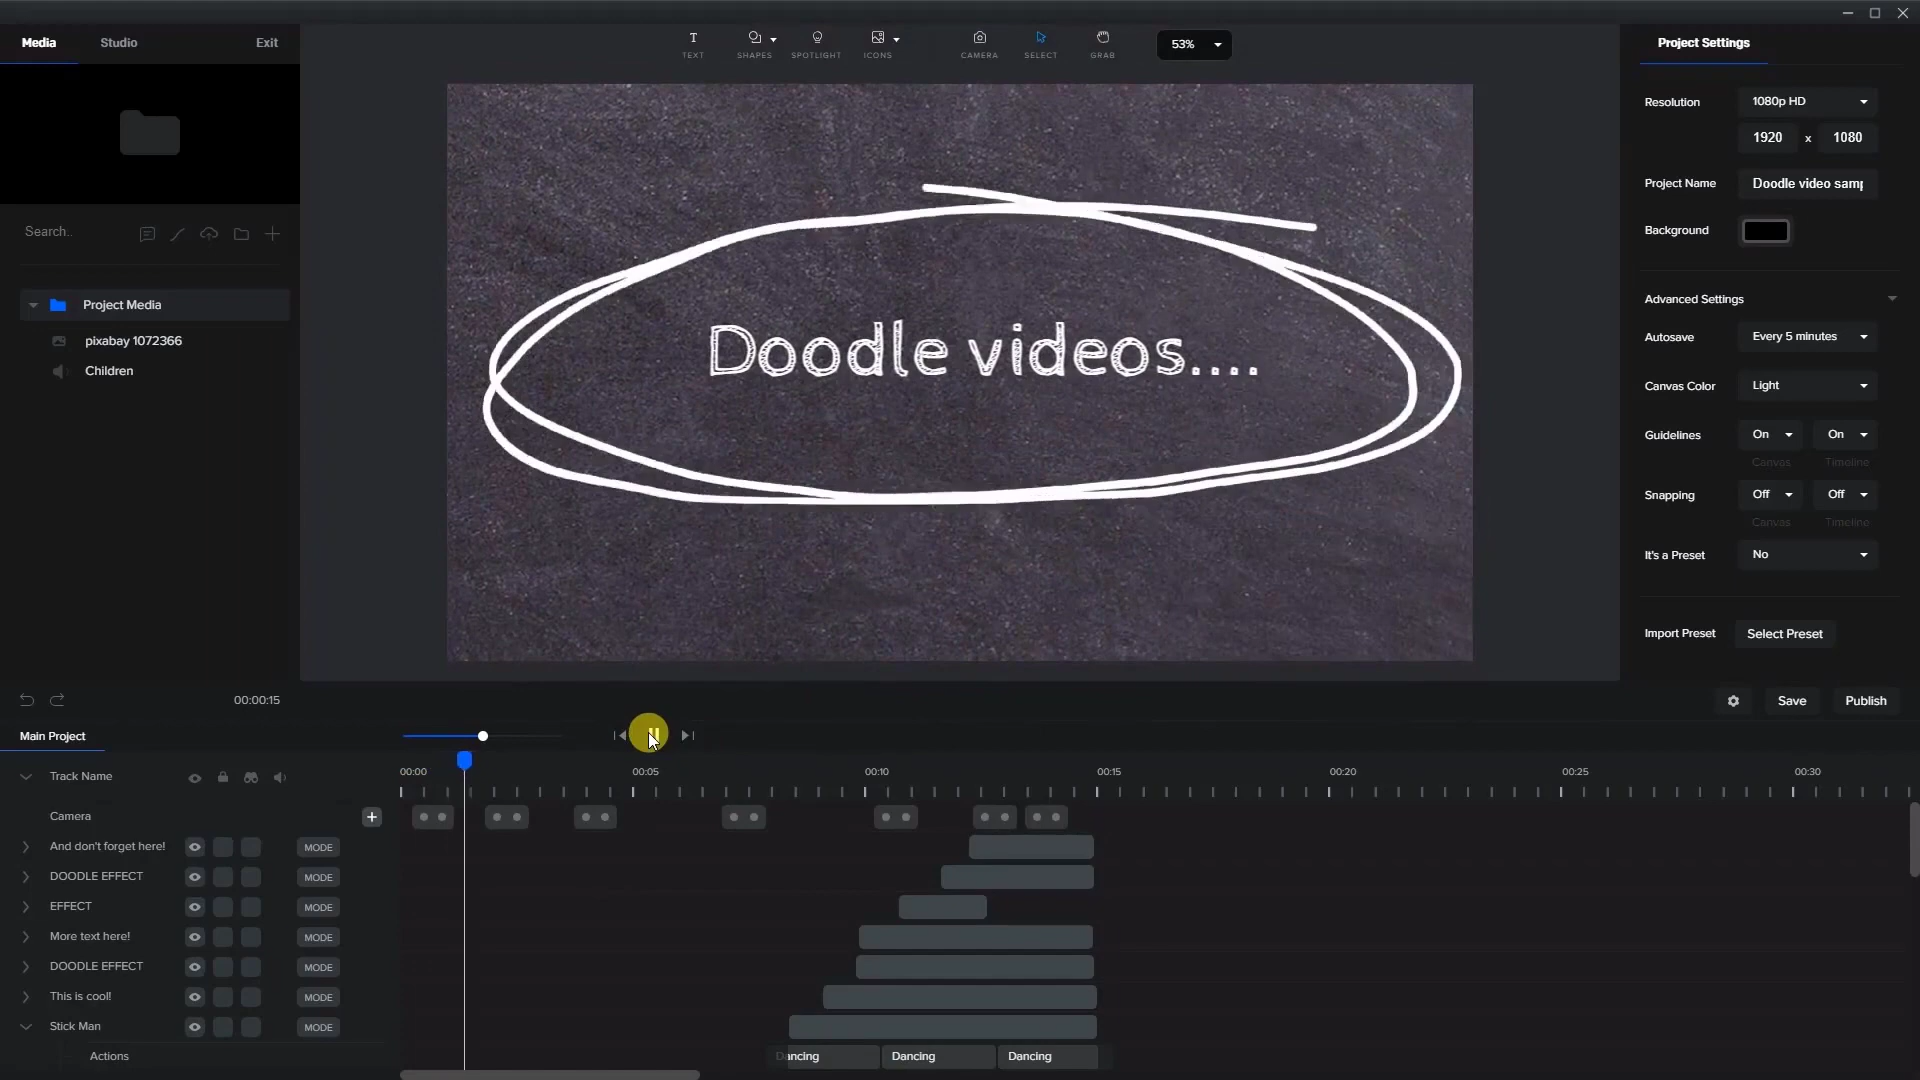 Media
Studio
Exit
TEXT
SHAPES
SPOTLIGHT
ICONS
CAMERA
SELECT
GRAB
53%
Project Settings
Search..
Project Media
pixabay 1072366
Children
Doodle videos....
Resolution
1080p HD
1920 x 1080
Project Name
Doodle video samp
Background
Advanced Settings
Autosave
Every 5 minutes
Canvas Color
Light
Guidelines
On
On
Canvas
Timeline
Snapping
Off
Off
Canvas
Timeline
It's a Preset
No
Import Preset
Select Preset
00:00:15
Save
Publish
Main Project
Track Name
00:00
00:05
00:10
00:15
00:20
00:25
00:30
Camera
And don't forget here!
MODE
DOODLE EFFECT
MODE
EFFECT
MODE
More text here!
MODE
DOODLE EFFECT
MODE
This is cool!
MODE
Stick Man
MODE
Actions
Dancing
Dancing
Dancing